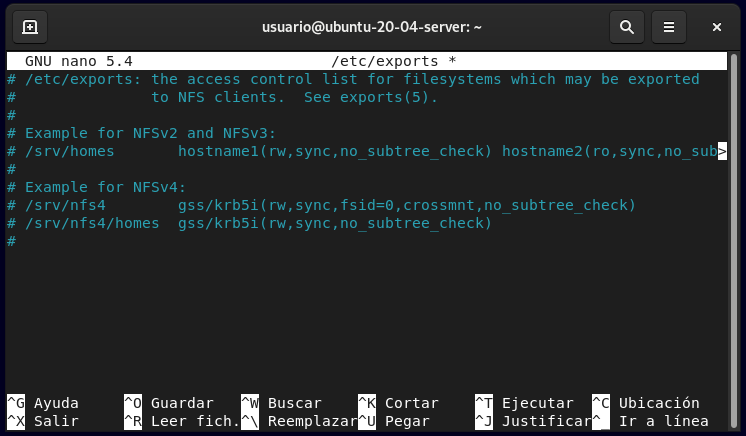 usuario@ubuntu-20-04-server: ~
GNU nano 5.4 /etc/exports *
# /etc/exports: the access control list for filesystems which may be exported
# to NFS clients. See exports(5).
#
# Example for NFSv2 and NFSv3:
# /srv/homes hostname1(rw,sync,no_subtree_check) hostname2(ro,sync,no_sub>
#
# Example for NFSv4:
# /srv/nfs4 gss/krb5i(rw,sync,fsid=0,crossmnt,no_subtree_check)
# /srv/nfs4/homes gss/krb5i(rw,sync,no_subtree_check)
#
^G Ayuda ^O Guardar ^W Buscar ^K Cortar ^T Ejecutar ^C Ubicación
^X Salir ^R Leer fich. ^\ Reemplazar ^U Pegar ^J Justificar ^_ Ir a línea